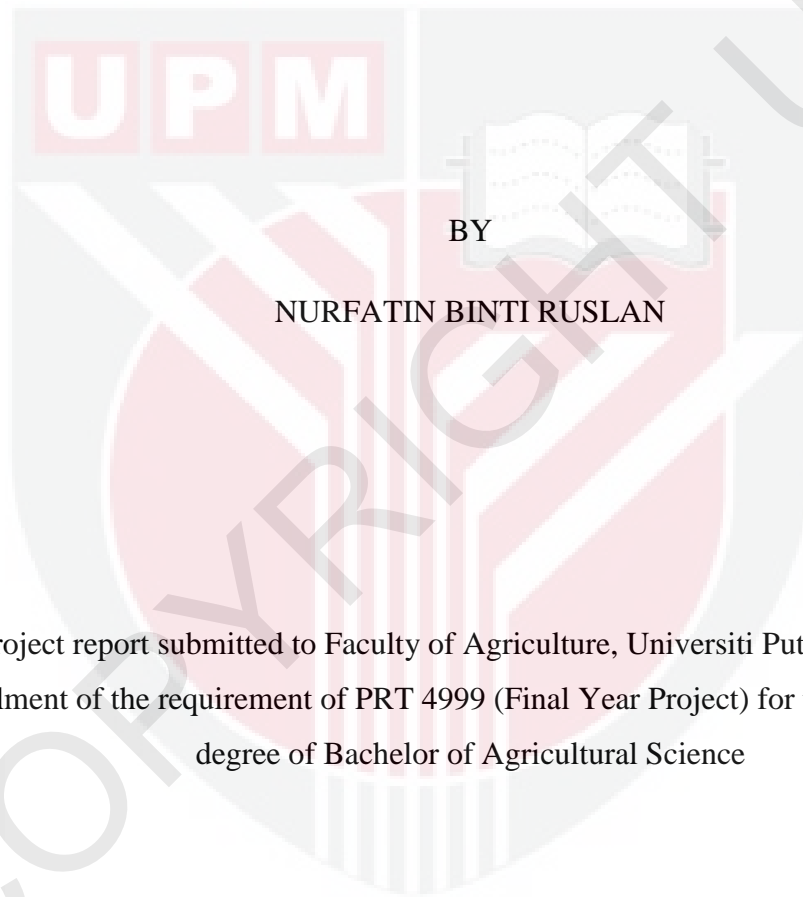 UPM
BY
NURFATIN BINTI RUSLAN
roject report submitted to Faculty of Agriculture, Universiti Put
lment of the requirement of PRT 4999 (Final Year Project) for
degree of Bachelor of Agricultural Science
COPYRIGHT U